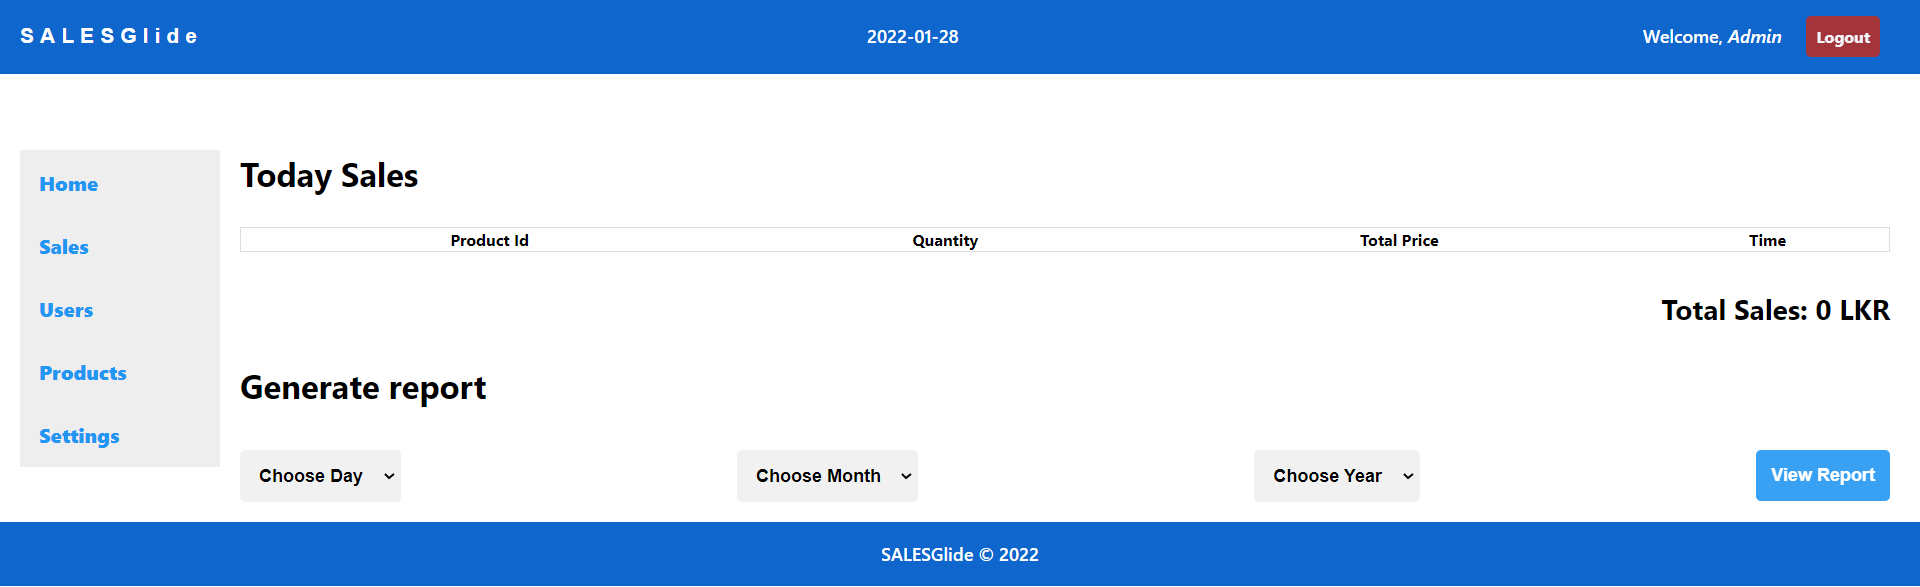 SALESGlide 2022-01-28 Welcome, Admin Logout
Home
Sales
Users
Products
Settings
Today Sales
Product Id Quantity Total Price Time
Total Sales: 0 LKR
Generate report
Choose Day Choose Month Choose Year View Report
SALESGlide © 2022